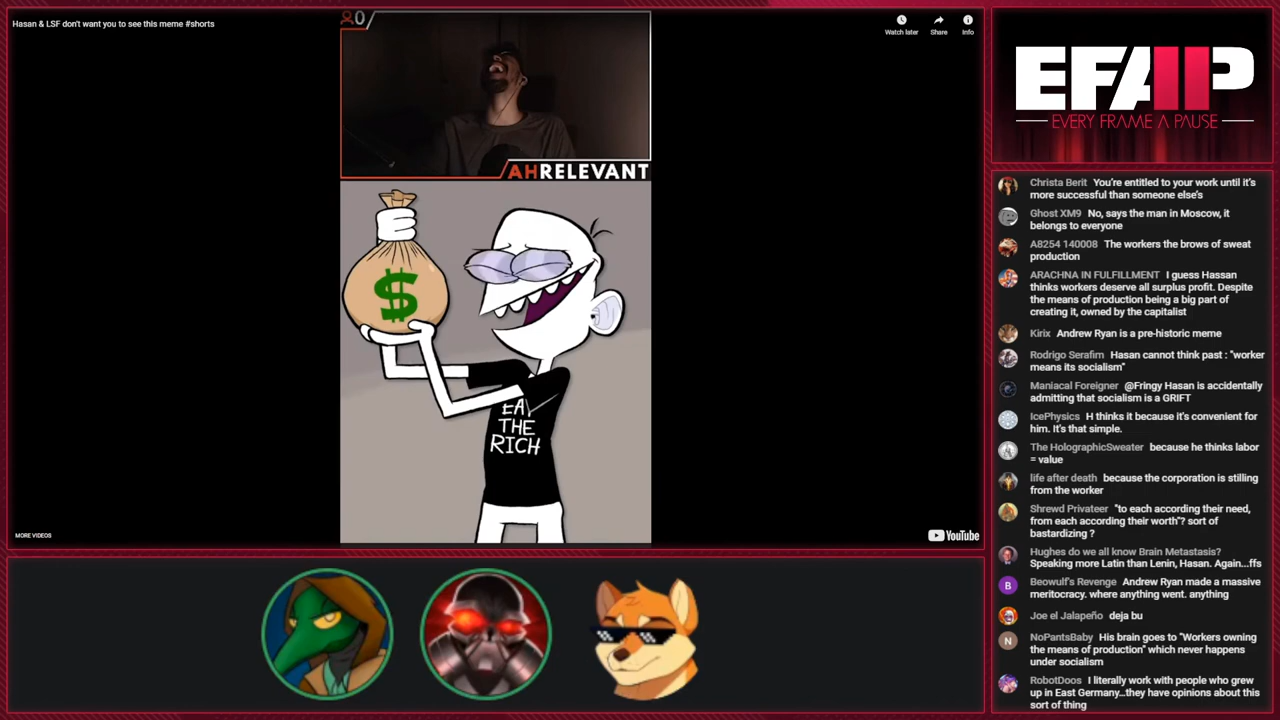 Hasan & LSF don't want you to see this meme #shorts
0
Watch later
Share
Info
AHRELEVANT
$
EAT
THE
RICH
MORE VIDEOS
YouTube
EFAP
EVERY FRAME A PAUSE
Christa Berit You're entitled to your work until it's
more successful than someone else's
Ghost XM9 No, says the man in Moscow, it
belongs to everyone
A8254 140008 The workers the brows of sweat
production
ARACHNA IN FULFILLMENT I guess Hassan
thinks workers deserve all surplus profit. Despite
the means of production being a big part of
creating it, owned by the capitalist
Kirix Andrew Ryan is a pre-historic meme
Rodrigo Serafim Hasan cannot think past : "worker
means its socialism"
Maniacal Foreigner @Fringy Hasan is accidentally
admitting that socialism is a GRIFT
IcePhysics H thinks it because it's convenient for
him. It's that simple.
The HolographicSweater because he thinks labor
= value
life after death because the corporation is stilling
from the worker
Shrewd Privateer "to each according their need,
from each according their worth"? sort of
bastardizing ?
Hughes do we all know Brain Metastasis?
Speaking more Latin than Lenin, Hasan. Again...ffs
B
Beowulf's Revenge Andrew Ryan made a massive
meritocracy. where anything went. anything
Joe el Jalapeño deja bu
N
NoPantsBaby His brain goes to "Workers owning
the means of production" which never happens
under socialism
RobotDoos I literally work with people who grew
up in East Germany...they have opinions about this
sort of thing